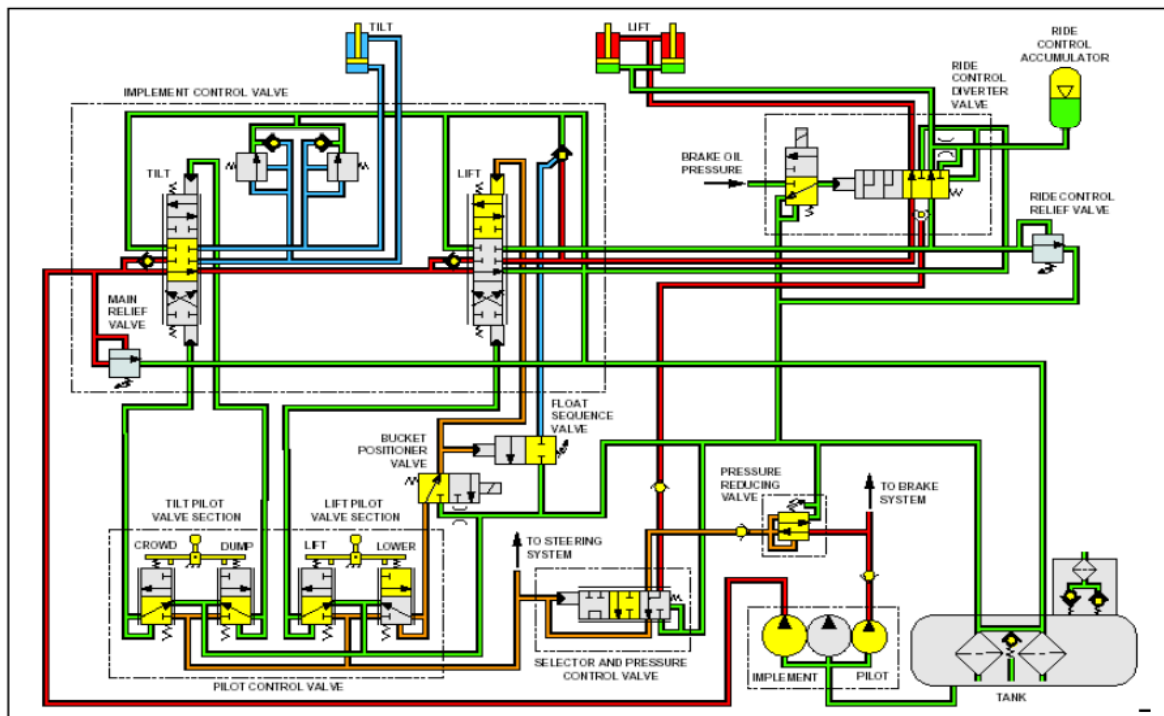 TILT
LIFT
RIDE
CONTROL
ACCUMULATOR
RIDE
CONTROL
DIVERTER
VALVE
IMPLEMENT CONTROL VALVE
BRAKE OIL
PRESSURE
TILT
LIFT
RIDE CONTROL
RELIEF VALVE
MAIN
RELIEF
VALVE
FLOAT
SEQUENCE
VALVE
BUCKET
POSITIONER
VALVE
PRESSURE
REDUCING
VALVE
TO BRAKE
SYSTEM
TILT PILOT
VALVE SECTION
LIFT PILOT
VALVE SECTION
CROWD
DUMP
LIFT
LOWER
TO STEERING
SYSTEM
SELECTOR AND PRESSURE
CONTROL VALVE
IMPLEMENT
PILOT
PILOT CONTROL VALVE
TANK